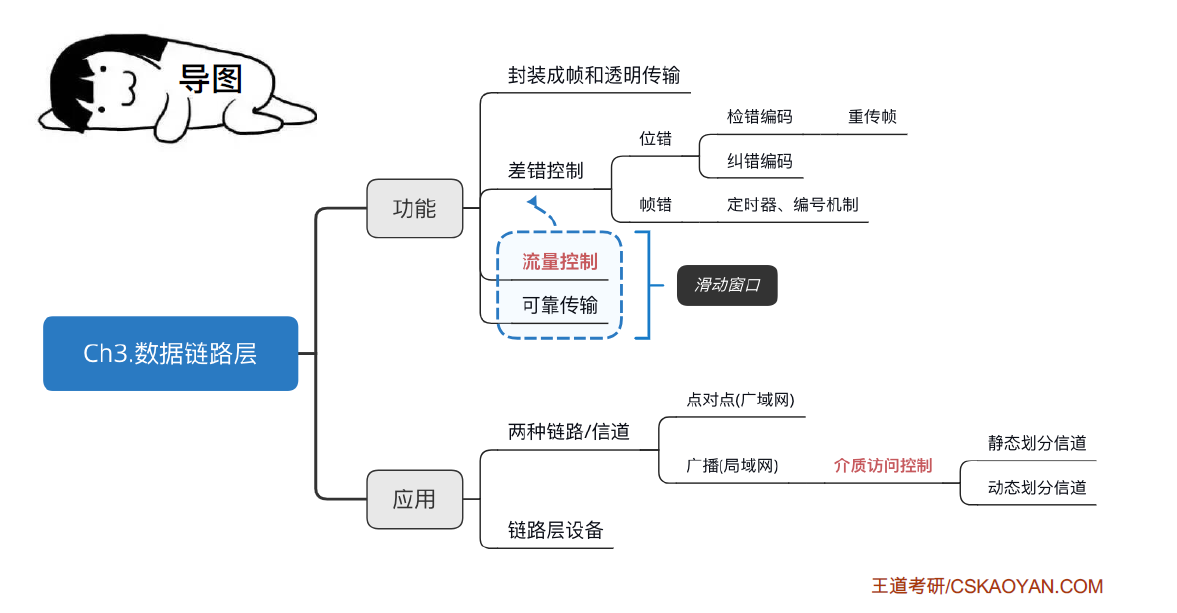 导图
封装成帧和透明传输
检错编码
重传帧
位错
纠错编码
差错控制
帧错
定时器、编号机制
功能
流量控制
滑动窗口
可靠传输
Ch3.数据链路层
点对点(广域网)
两种链路/信道
静态划分信道
广播(局域网)
介质访问控制
动态划分信道
应用
链路层设备
王道考研/CSKAOYAN.COM